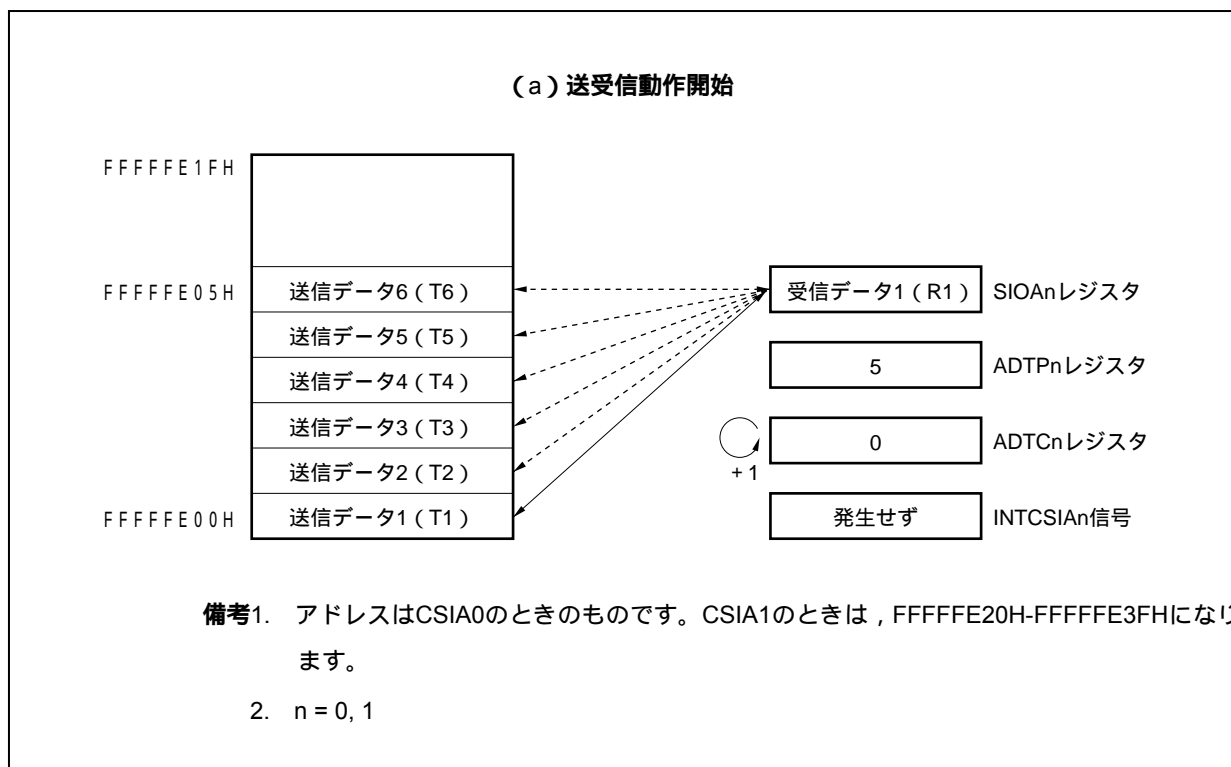 （a）送受信動作開始
FFFFFE1FH
FFFFFE05H 送信データ6（T6） 受信データ1（R1） SIOAnレジスタ
送信データ5（T5）
送信データ4（T4） 5 ADTPnレジスタ
送信データ3（T3） 0 ADTCnレジスタ
送信データ2（T2） +1
FFFFFE00H 送信データ1（T1） 発生せず INTCSIAn信号
備考1. アドレスはCSIA0のときのものです。CSIA1のときは，FFFFFE20H-FFFFFE3FHになり
ます。
2. n = 0, 1